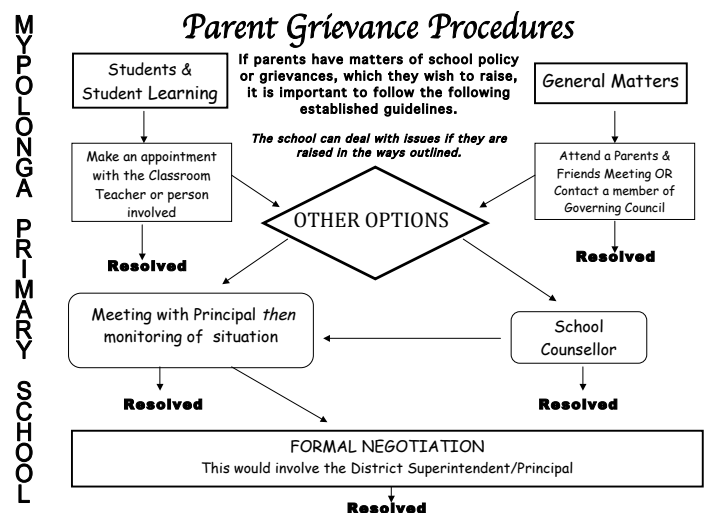 MYPOLONGA PRIMARY SCHOOL
Parent Grievance Procedures
If parents have matters of school policy
or grievances, which they wish to raise,
it is important to follow the following
established guidelines.
The school can deal with issues if they are
raised in the ways outlined.
Students &
Student Learning
General Matters
Make an appointment
with the Classroom
Teacher or person
involved
Attend a Parents &
Friends Meeting OR
Contact a member of
Governing Council
OTHER OPTIONS
Resolved
Resolved
Meeting with Principal then
monitoring of situation
School
Counsellor
Resolved
Resolved
FORMAL NEGOTIATION
This would involve the District Superintendent/Principal
Resolved